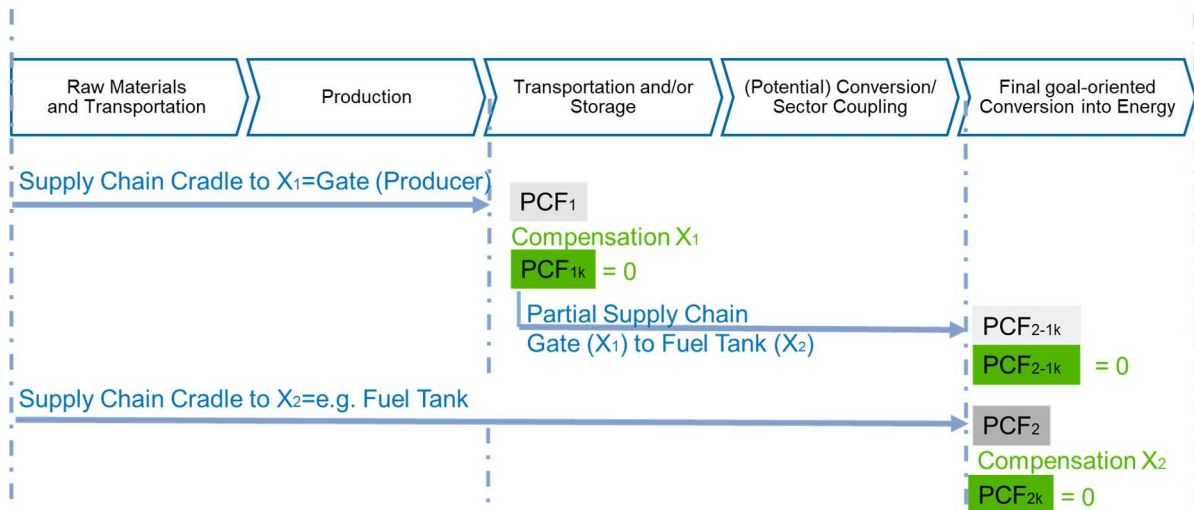 Raw Materials
and Transportation
Production
Transportation and/or
Storage
(Potential) Conversion/
Sector Coupling
Final goal-oriented
Conversion into Energy
Supply Chain Cradle to X₁=Gate (Producer)
PCF₁
Compensation X₁
PCF₁ₖ = 0
Partial Supply Chain
Gate (X₁) to Fuel Tank (X₂)
PCF₂₋₁ₖ
PCF₂₋₁ₖ = 0
Supply Chain Cradle to X₂=e.g. Fuel Tank
PCF₂
Compensation X₂
PCF₂ₖ = 0